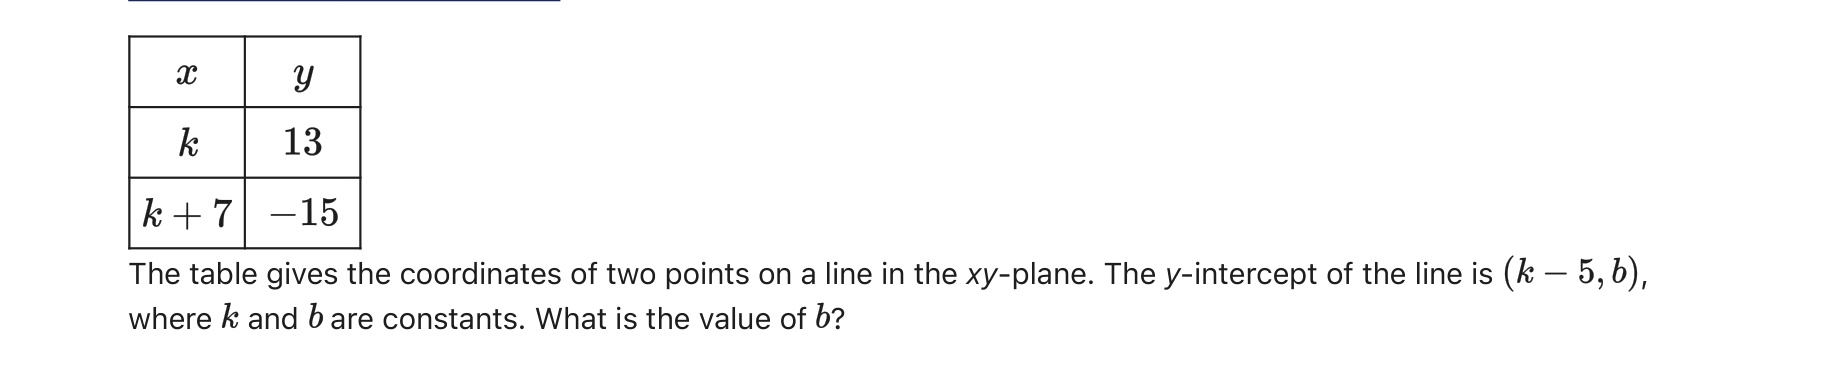 x y
k 13
k + 7 −15
The table gives the coordinates of two points on a line in the xy-plane. The y-intercept of the line is (k − 5, b),
where k and b are constants. What is the value of b?